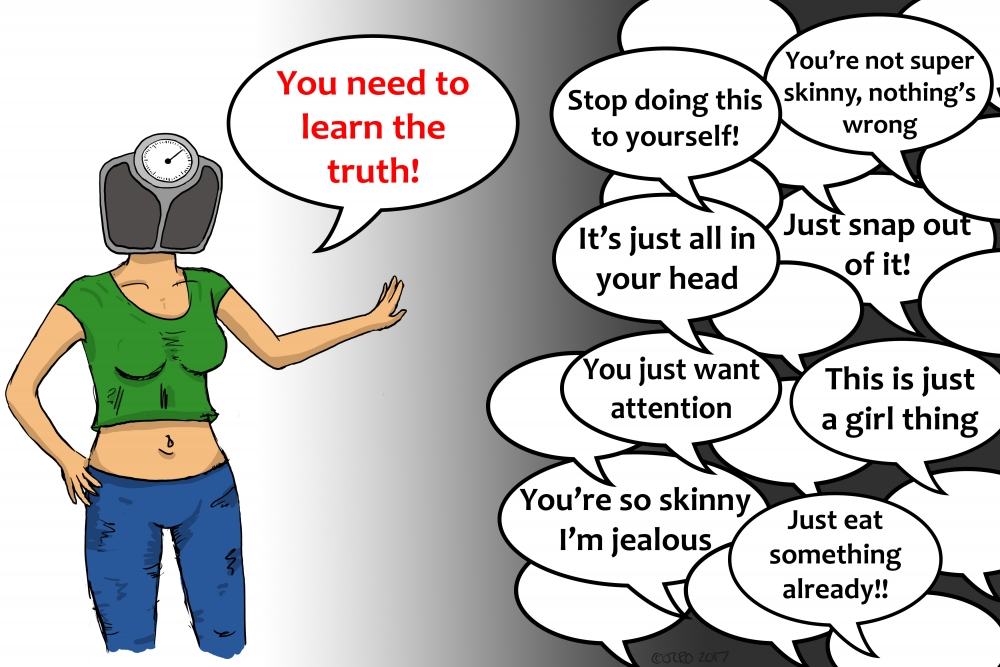 You need to
learn the
truth!
Stop doing this
to yourself!
You're not super
skinny, nothing's
wrong
It's just all in
your head
Just snap out
of it!
You just want
attention
This is just
a girl thing
You're so skinny
I'm jealous
Just eat
something
already!!